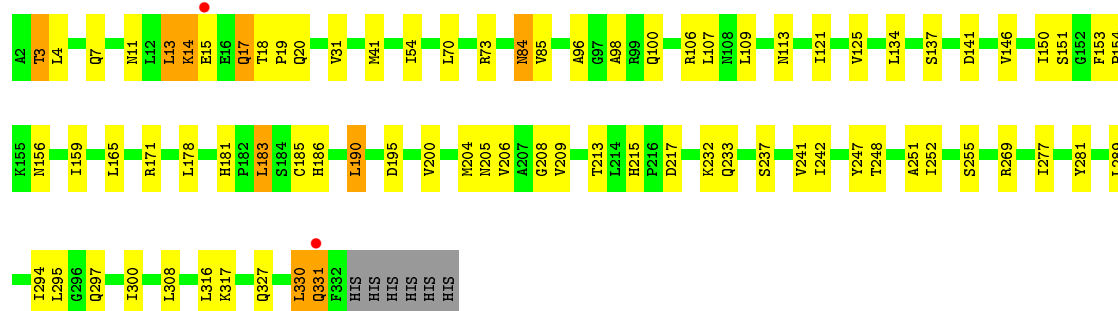 A2 T3 L4 Q7 N11 L12 L13 K14 E15 E16 Q17 T18 P19 Q20 V31 M41 I54 L70 R73 N84 V85 A96 G97 A98 R99 Q100 R106 L107 N108 L109 N113 I121 V125 L134 S137 D141 V146 I150 S151 G152 F153 P154
K155 N156 I159 L165 R171 L178 H181 P182 L183 S184 C185 H186 L190 D195 V200 M204 N205 V206 A207 G208 V209 T213 L214 H215 P216 D217 K232 Q233 S237 V241 I242 Y247 T248 A251 I252 S255 R269 I277 Y281
I294 L295 G296 Q297 I300 L308 L316 K317 Q327 L330 Q331 F332 HIS HIS HIS HIS HIS HIS